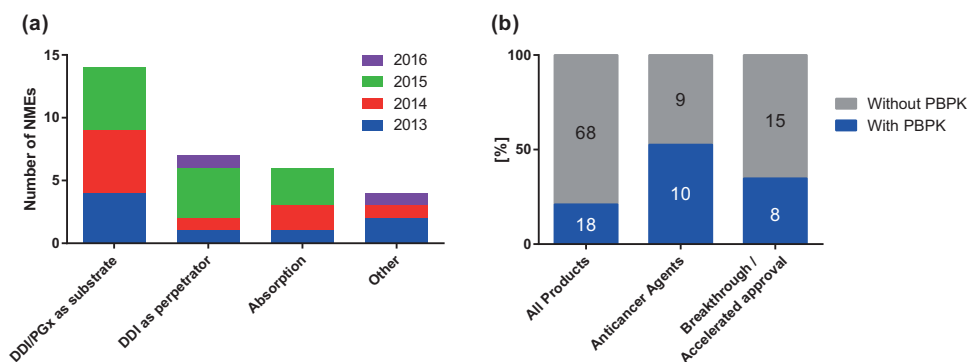 (a)
Number of NMEs
15
10
5
0
2016
2015
2014
2013
DDI/PGx as substrate
DDI as perpetrator
Absorption
Other
(b)
[%]
100
50
0
68
18
9
10
15
8
Without PBPK
With PBPK
All Products
Anticancer Agents
Breakthrough /
Accelerated approval